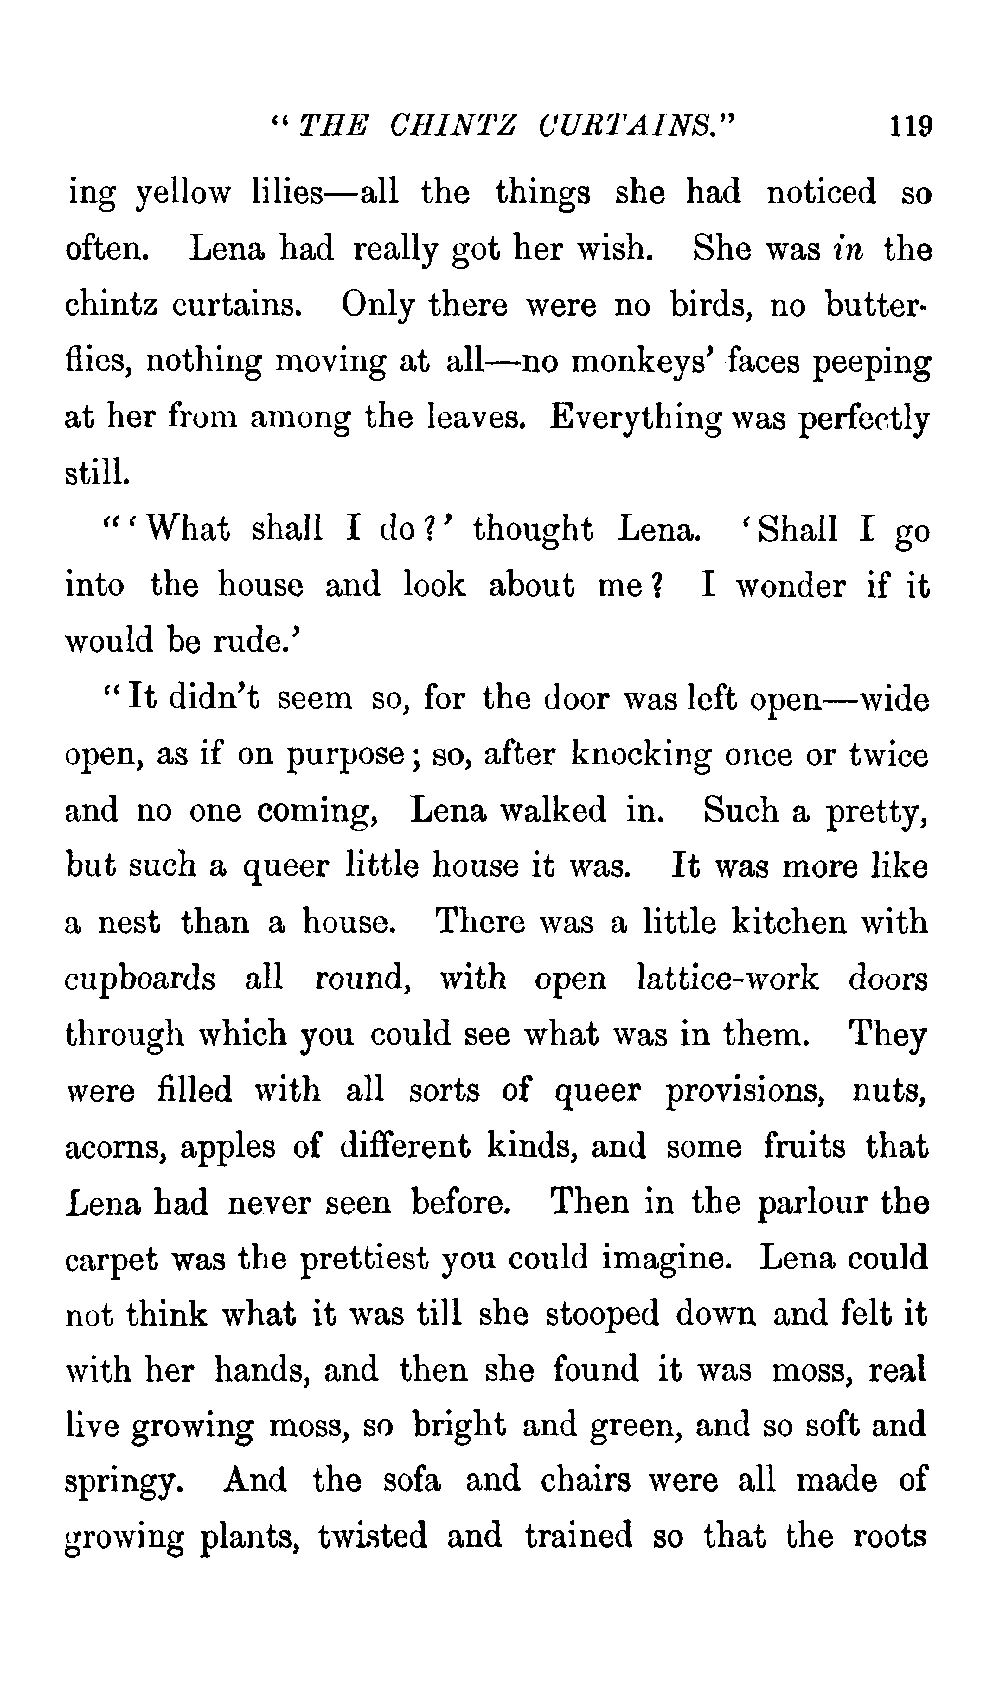 “ THE CHINTZ CURTAINS.” 119
ing yellow lilies—all the things she had noticed so
often. Lena had really got her wish. She was in the
chintz curtains. Only there were no birds, no butter-
flies, nothing moving at all—no monkeys’ faces peeping
at her from among the leaves. Everything was perfectly
still.
“‘What shall I do?’ thought Lena. ‘Shall I go
into the house and look about me? I wonder if it
would be rude.’
“It didn’t seem so, for the door was left open—wide
open, as if on purpose; so, after knocking once or twice
and no one coming, Lena walked in. Such a pretty,
but such a queer little house it was. It was more like
a nest than a house. There was a little kitchen with
cupboards all round, with open lattice-work doors
through which you could see what was in them. They
were filled with all sorts of queer provisions, nuts,
acorns, apples of different kinds, and some fruits that
Lena had never seen before. Then in the parlour the
carpet was the prettiest you could imagine. Lena could
not think what it was till she stooped down and felt it
with her hands, and then she found it was moss, real
live growing moss, so bright and green, and so soft and
springy. And the sofa and chairs were all made of
growing plants, twisted and trained so that the roots